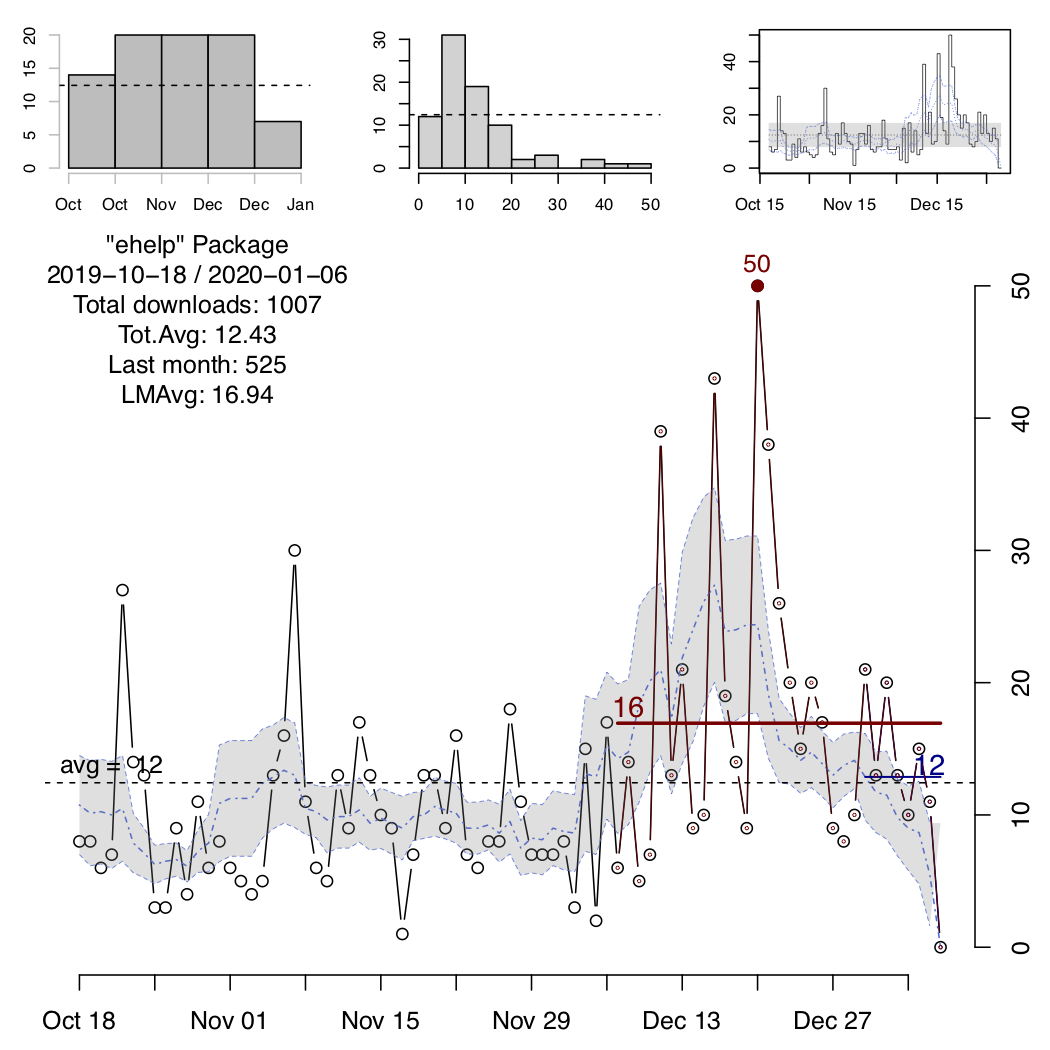 20
15
10
5
0
Oct Oct Nov Dec Dec Jan
30
20
10
0
0 10 20 30 40 50
40
20
0
Oct 15 Nov 15 Dec 15
"ehelp" Package
2019−10−18 / 2020−01−06
Total downloads: 1007
Tot.Avg: 12.43
Last month: 525
LMAvg: 16.94
50
16
avg = 12
12
50
40
30
20
10
0
Oct 18 Nov 01 Nov 15 Nov 29 Dec 13 Dec 27